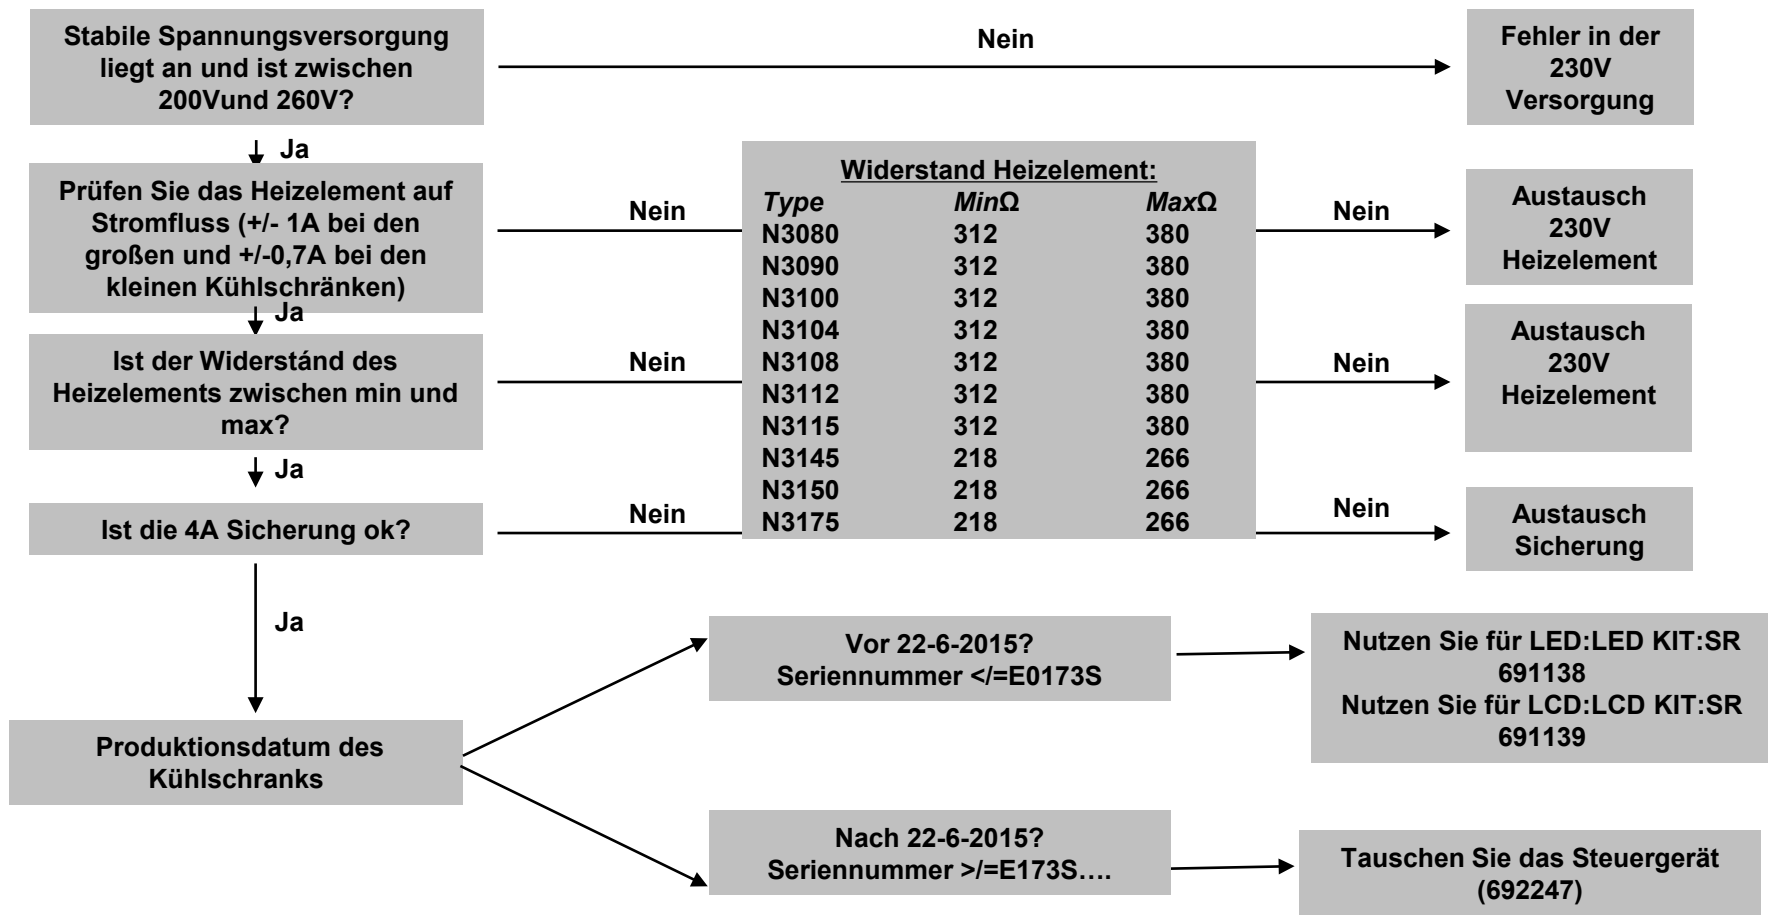 Stabile Spannungsversorgung
liegt an und ist zwischen
200Vund 260V?
Nein
Fehler in der
230V
Versorgung
Ja
Prüfen Sie das Heizelement auf
Stromfluss (+/- 1A bei den
großen und +/-0,7A bei den
kleinen Kühlschränken)
Nein
Widerstand Heizelement:
Type MinΩ MaxΩ
N3080 312 380
N3090 312 380
N3100 312 380
N3104 312 380
N3108 312 380
N3112 312 380
N3115 312 380
N3145 218 266
N3150 218 266
N3175 218 266
Nein
Austausch
230V
Heizelement
Ja
Ist der Widerstánd des
Heizelements zwischen min und
max?
Nein
Nein
Austausch
230V
Heizelement
Ja
Ist die 4A Sicherung ok?
Nein
Nein
Austausch
Sicherung
Ja
Produktionsdatum des
Kühlschranks
Vor 22-6-2015?
Seriennummer </=E0173S
Nutzen Sie für LED:LED KIT:SR
691138
Nutzen Sie für LCD:LCD KIT:SR
691139
Nach 22-6-2015?
Seriennummer >/=E173S….
Tauschen Sie das Steuergerät
(692247)